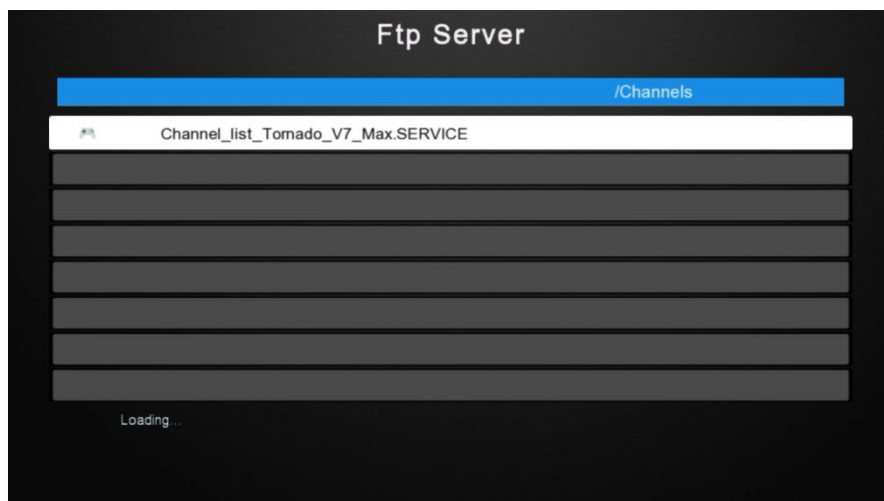 Ftp Server
/Channels
Channel_list_Tornado_V7_Max.SERVICE
Loading...